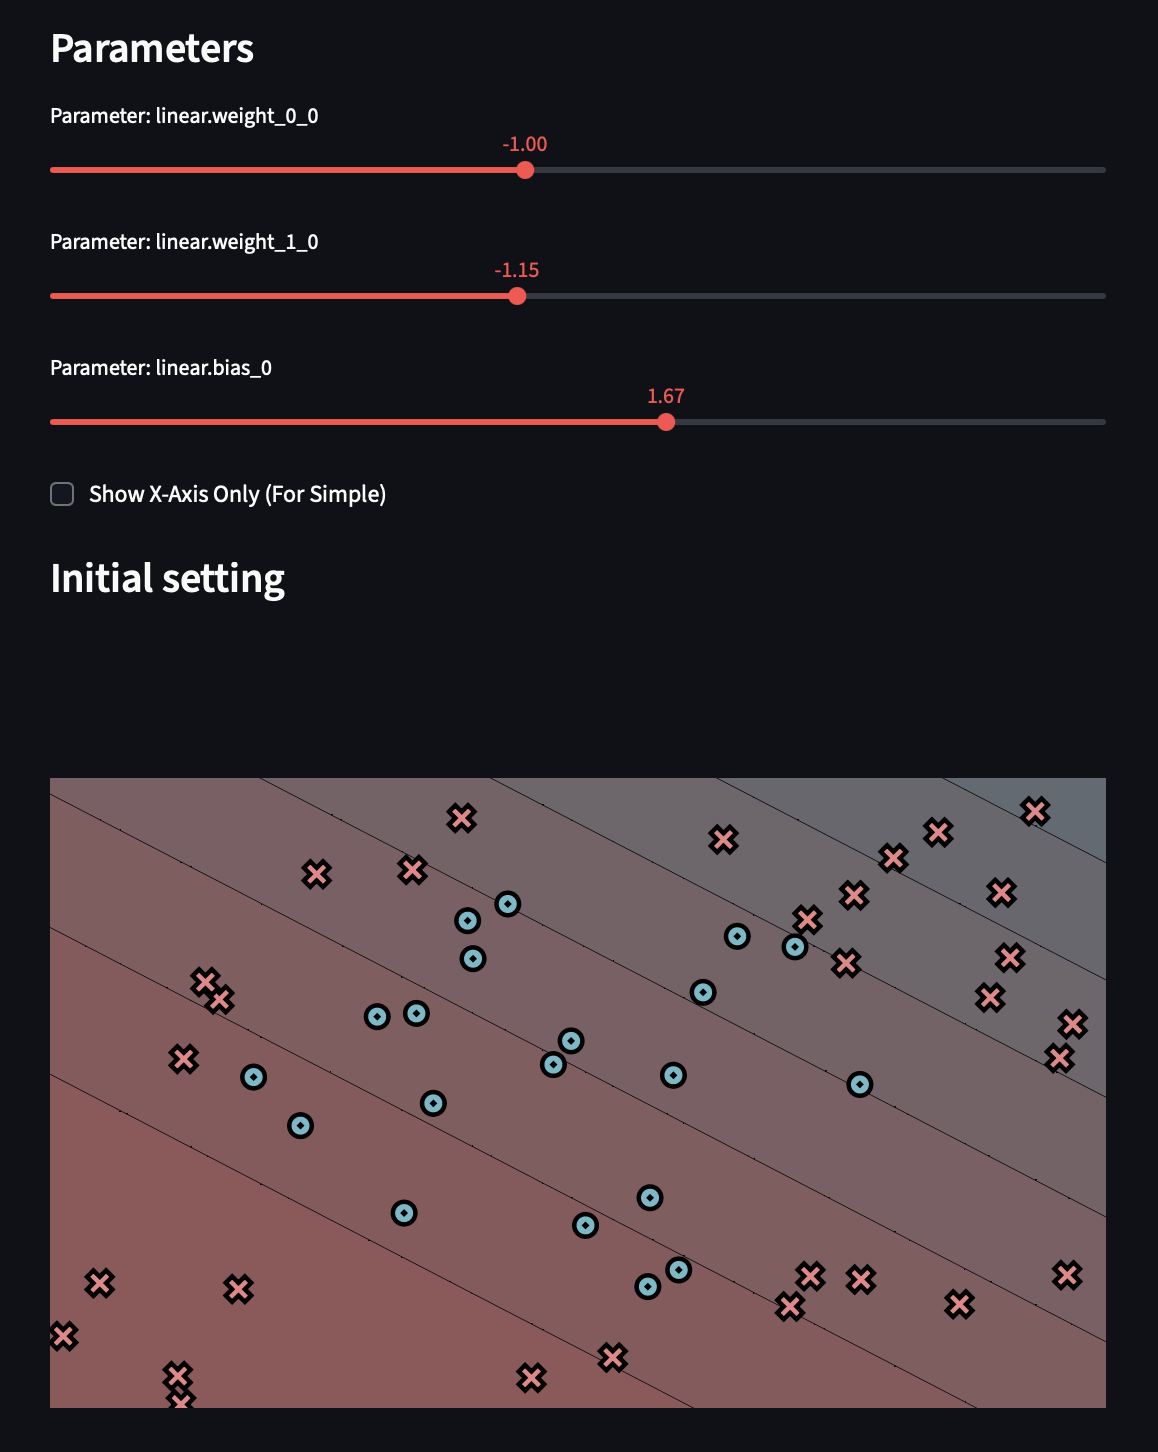 Parameters
Parameter: linear.weight_0_0
-1.00
Parameter: linear.weight_1_0
-1.15
Parameter: linear.bias_0
1.67
Show X-Axis Only (For Simple)
Initial setting